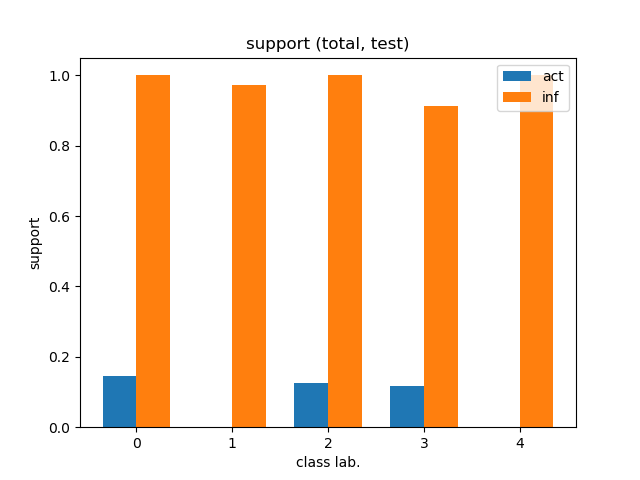 support (total, test)
act
inf
support
1.0
0.8
0.6
0.4
0.2
0.0
0 1 2 3 4
class lab.